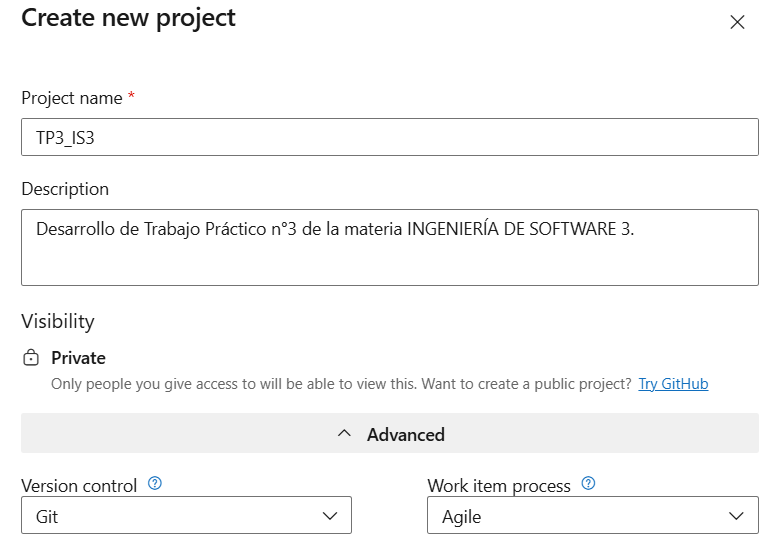 Create new project
Project name *
TP3_IS3
Description
Desarrollo de Trabajo Práctico n°3 de la materia INGENIERÍA DE SOFTWARE 3.
Visibility
Private
Only people you give access to will be able to view this. Want to create a public project? Try GitHub
Advanced
Version control ?
Work item process ?
Git
Agile